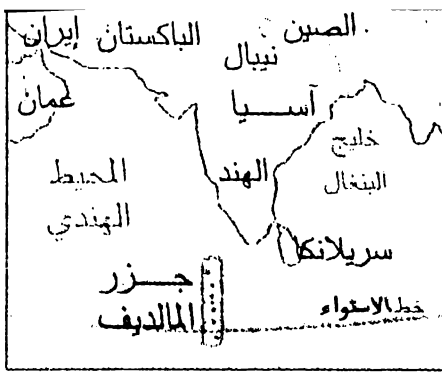 إيران
الباكستان
الصين
نيبال
عمان
آسيا
خليج
البنغال
الهند
المحيط
الهندي
سريلانكا
جزر
المالديف
خط الاستواء